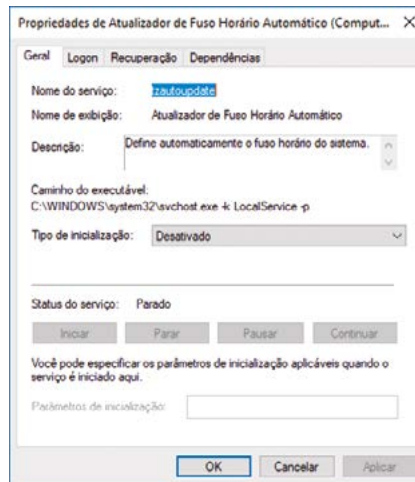 Propriedades de Atualizador de Fuso Horário Automático (Comput...
Geral Logon Recuperação Dependências
Nome do serviço: tzautoupdate
Nome de exibição: Atualizador de Fuso Horário Automático
Descrição: Define automaticamente o fuso horário do sistema.
Caminho do executável:
C:\WINDOWS\system32\svchost.exe -k LocalService -p
Tipo de inicialização: Desativado
Status do serviço: Parado
Iniciar Parar Pausar Continuar
Você pode especificar os parâmetros de inicialização aplicáveis quando o
serviço é iniciado aqui.
Parâmetros de inicialização:
OK Cancelar Aplicar